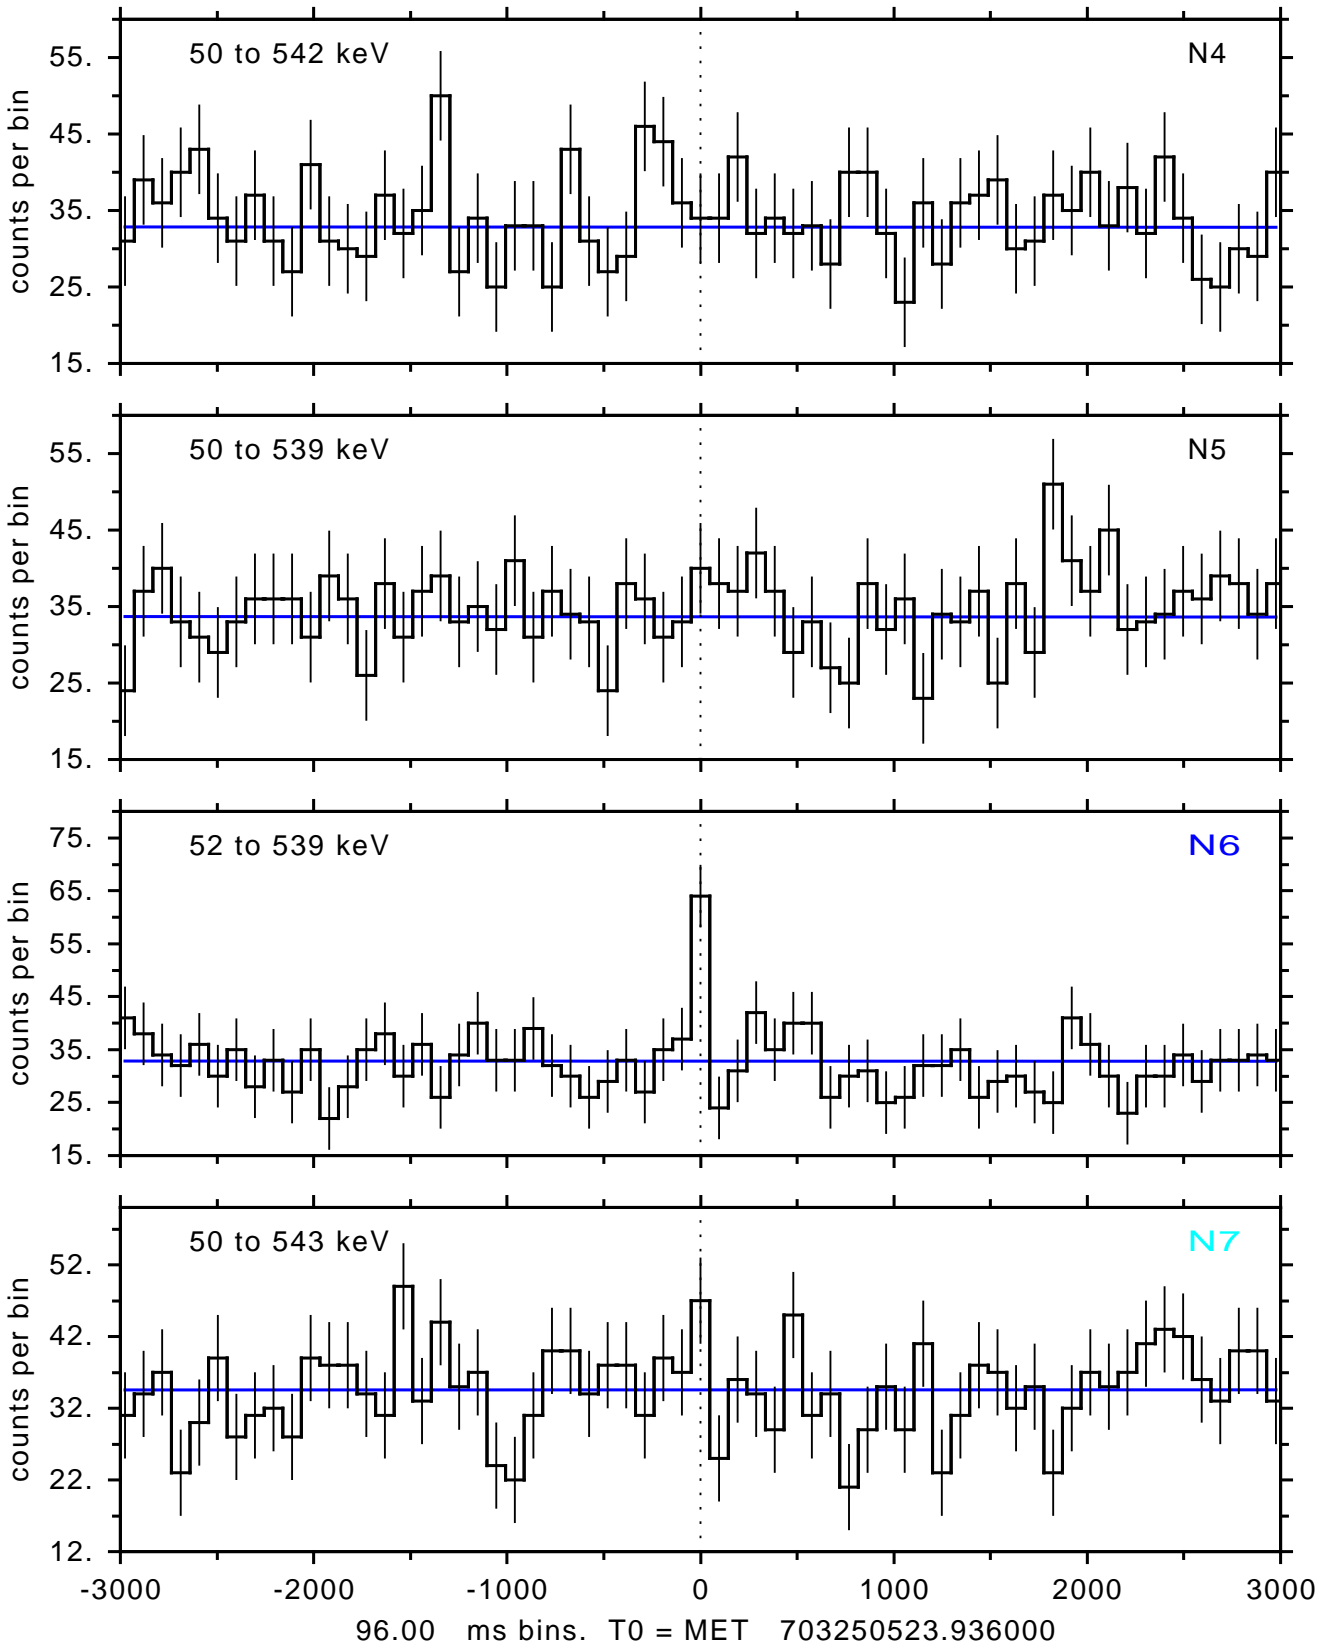 50 to 542 keV N4
55.
45.
35.
25.
15.
counts per bin
50 to 539 keV N5
55.
45.
35.
25.
15.
counts per bin
52 to 539 keV N6
75.
65.
55.
45.
35.
25.
15.
counts per bin
50 to 543 keV N7
52.
42.
32.
22.
12.
counts per bin
-3000 -2000 -1000 0 1000 2000 3000
96.00 ms bins. T0 = MET 703250523.936000